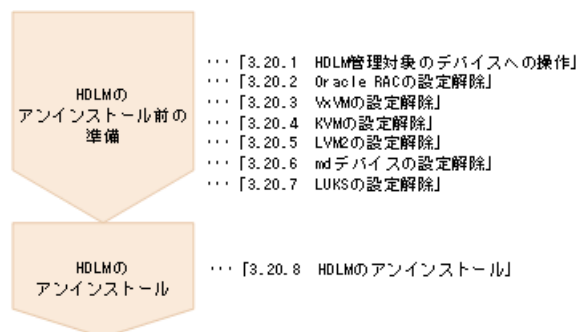 HDLMの
アンインストール前の
準備
･･･「3.20.1 HDLM管理対象のデバイスへの操作」
･･･「3.20.2 Oracle RACの設定解除」
･･･「3.20.3 VxVMの設定解除」
･･･「3.20.4 KVMの設定解除」
･･･「3.20.5 LVM2の設定解除」
･･･「3.20.6 mdデバイスの設定解除」
･･･「3.20.7 LUKSの設定解除」
HDLMの
アンインストール
･･･「3.20.8 HDLMのアンインストール」